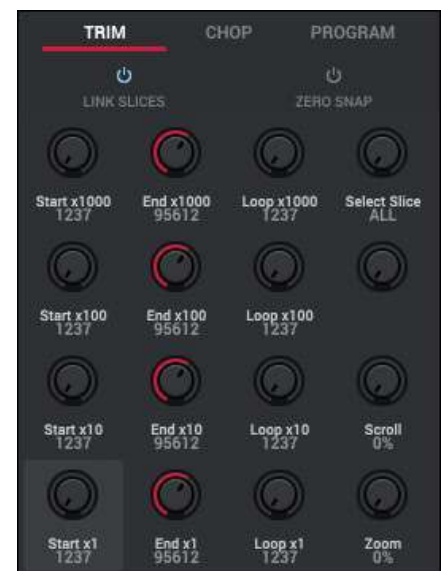 TRIM CHOP PROGRAM
LINK SLICES ZERO SNAP
Start x1000 End x1000 Loop x1000 Select Slice
1237 95612 1237 ALL
Start x100 End x100 Loop x100
1237 95612 1237
Start x10 End x10 Loop x10 Scroll
1237 95612 1237 0%
Start x1 End x1 Loop x1 Zoom
1237 95612 1237 0%